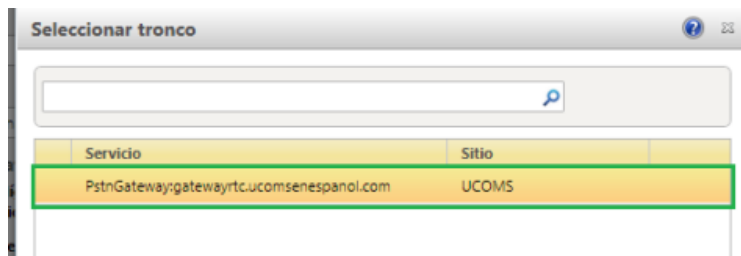 Seleccionar tronco
Servicio Sitio
PstnGateway:gatewayrtc.ucomsenespanol.com UCOMS